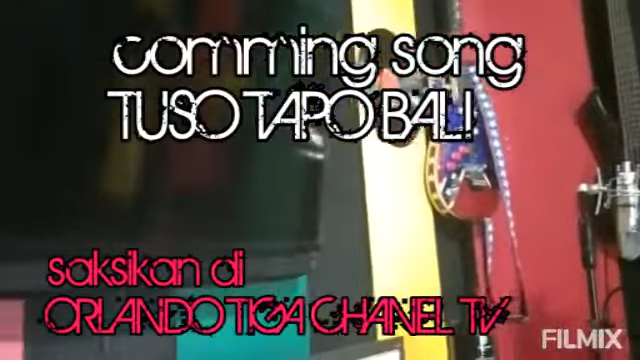 comming song
TUSO TAPO BALI
saksikan di
ORLANDO TIGA CHANEL TV
FILMIX